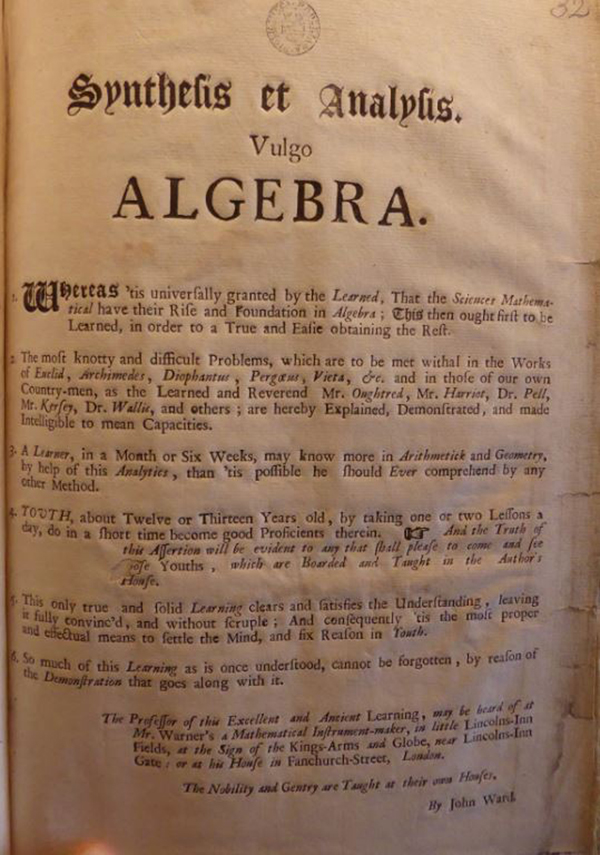 32
Syntheſis et Analyſis.
Vulgo
ALGEBRA.
1. Whereas 'tis univerſally granted by the Learned, That the Sciences Mathema-
tical have their Riſe and Foundation in Algebra; This then ought firſt to be
Learned, in order to a True and Eaſie obtaining the Reſt.
2. The moſt knotty and difficult Problems, which are to be met withal in the Works
of Euclid, Archimedes, Diophantus, Pergæus, Vieta, &c. and in thoſe of our own
Country-men, as the Learned and Reverend Mr. Oughtred, Mr. Harriot, Dr. Pell,
Mr. Kerſey, Dr. Wallis, and others; are hereby Explained, Demonſtrated, and made
Intelligible to mean Capacities.
3. A Learner, in a Month or Six Weeks, may know more in Arithmetick and Geometry,
by help of this Analytics, than 'tis poſſible he ſhould Ever comprehend by any
other Method.
4. YOUTH, about Twelve or Thirteen Years old, by taking one or two Leſſons a
day, do in a ſhort time become good Proficients therein. ☞ And the Truth of
this Aſſertion will be evident to any that ſhall pleaſe to come and ſee
Youths, which are Boarded and Taught in the Author's
Houſe.
5. This only true and ſolid Learning clears and ſatisfies the Underſtanding, leaving
it fully convinc'd, and without ſcruple; And conſequently 'tis the moſt proper
and effectual means to ſettle the Mind, and fix Reaſon in Youth.
6. So much of this Learning as is once underſtood, cannot be forgotten, by reaſon of
the Demonſtration that goes along with it.
The Profeſſor of this Excellent and Ancient Learning, may be heard of at
Mr. Warner's a Mathematical Inſtrument-maker, in little Lincolns-Inn
Fields, at the Sign of the Kings-Arms and Globe, near Lincolns-Inn
Gate: or at his Houſe in Fanchurch-Street, London.
The Nobility and Gentry are Taught at their own Houſes.
By John Ward.